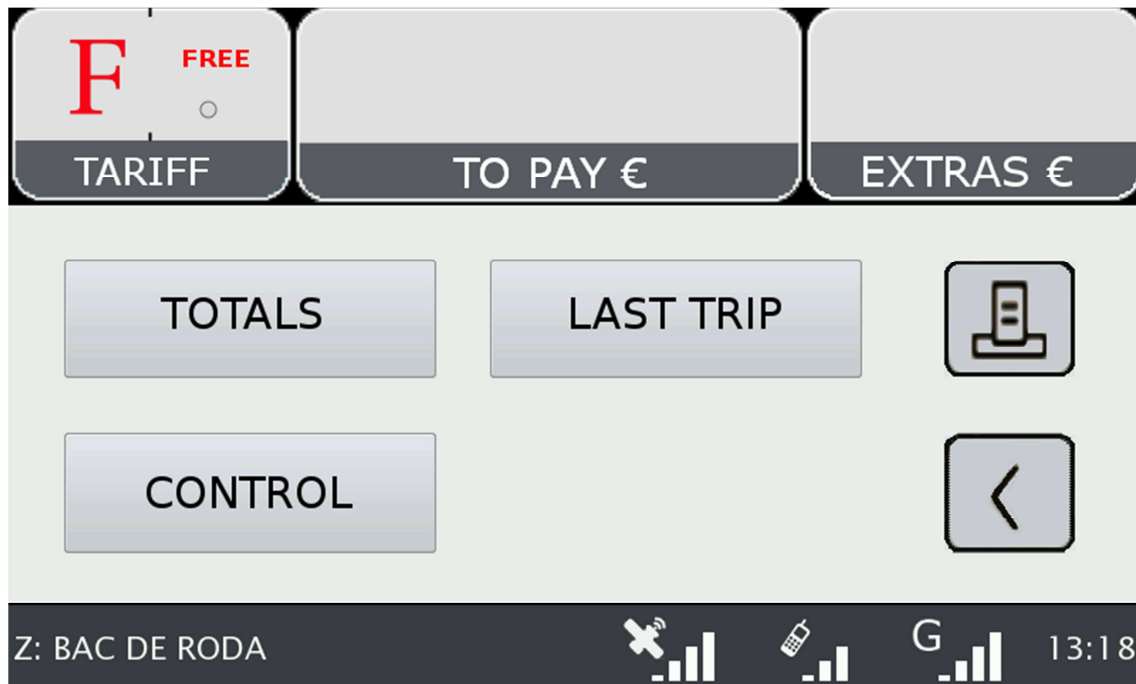 F FREE
TARIFF
TO PAY €
EXTRAS €
TOTALS
LAST TRIP
CONTROL
Z: BAC DE RODA
G
13:18